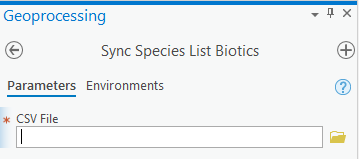 Geoprocessing
Sync Species List Biotics
Parameters Environments
* CSV File